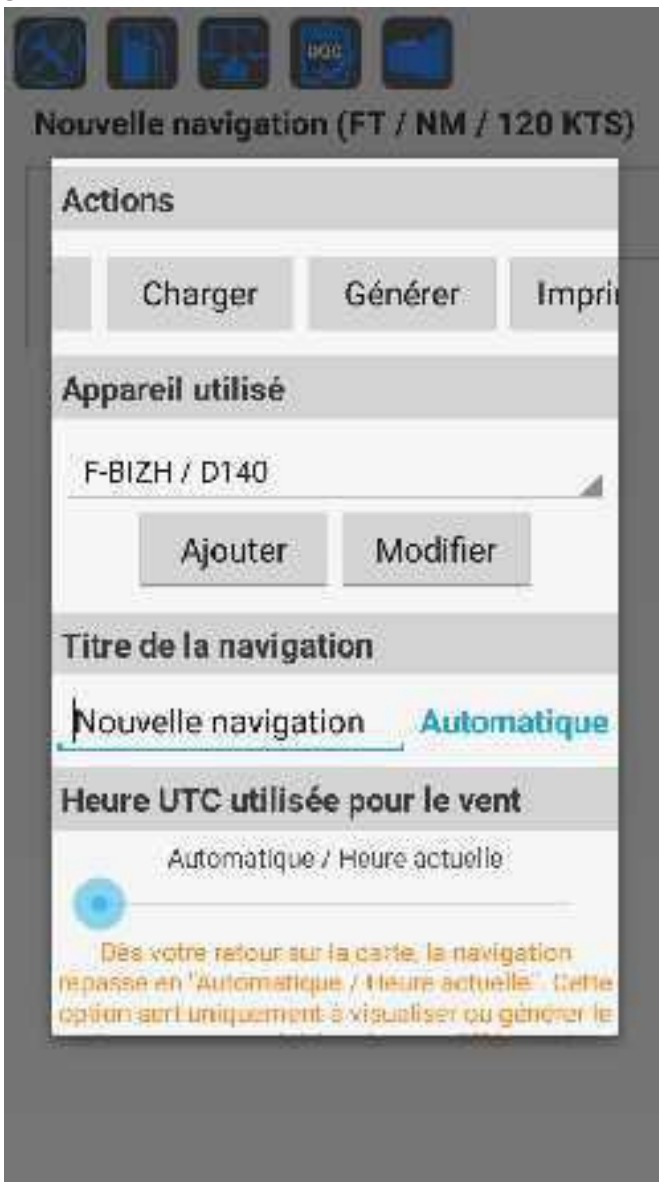 Nouvelle navigation (FT / NM / 120 KTS)
Actions
Charger Générer Impri
Appareil utilisé
F-BIZH / D140
Ajouter Modifier
Titre de la navigation
Nouvelle navigation Automatique
Heure UTC utilisée pour le vent
Automatique / Heure actuelle
Dès votre retour sur la carte, la navigation
repasse en "Automatique / Heure actuelle". Cette
option sert uniquement à visualiser ou générer le